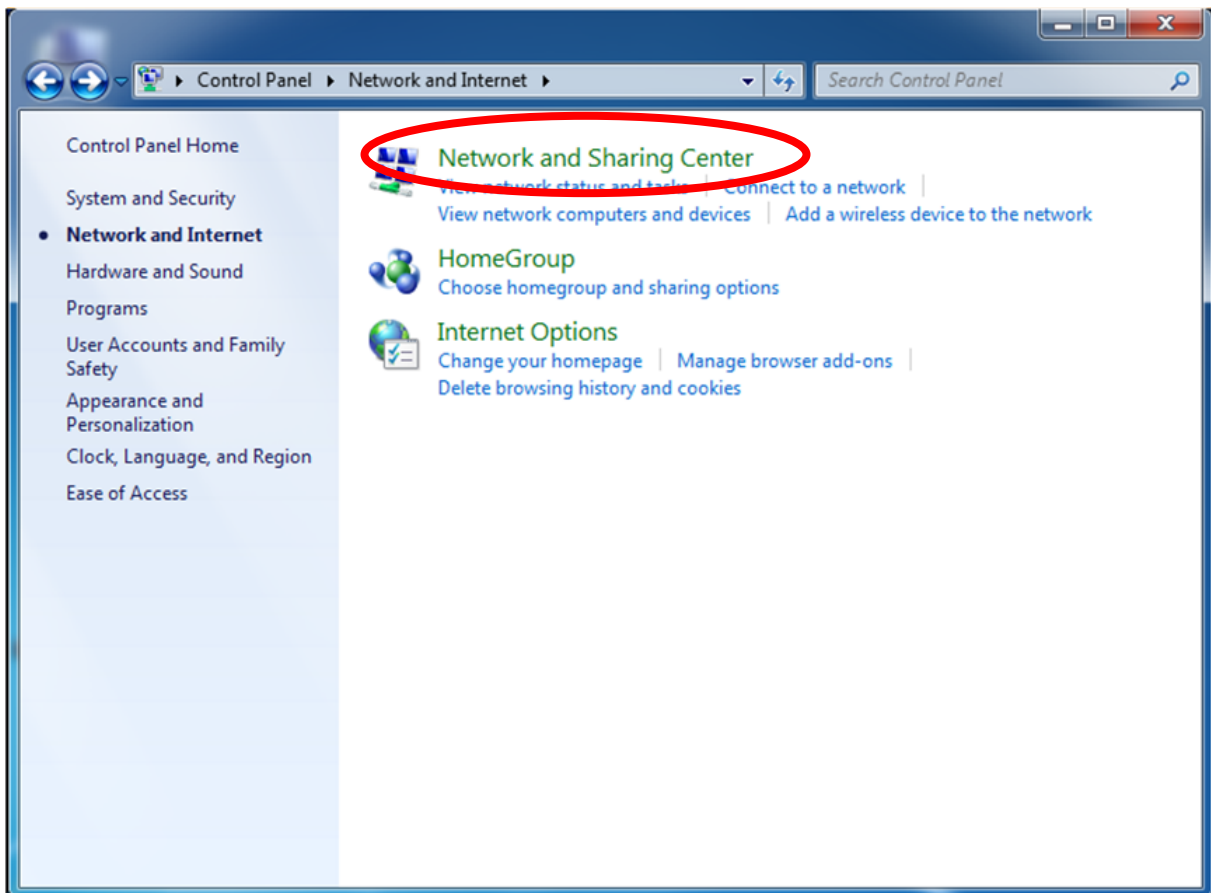 Control Panel Network and Internet
Search Control Panel
Control Panel Home
System and Security
Network and Internet
Hardware and Sound
Programs
User Accounts and Family
Safety
Appearance and
Personalization
Clock, Language, and Region
Ease of Access
Network and Sharing Center
View network status and tasks Connect to a network
View network computers and devices Add a wireless device to the network
HomeGroup
Choose homegroup and sharing options
Internet Options
Change your homepage Manage browser add-ons
Delete browsing history and cookies